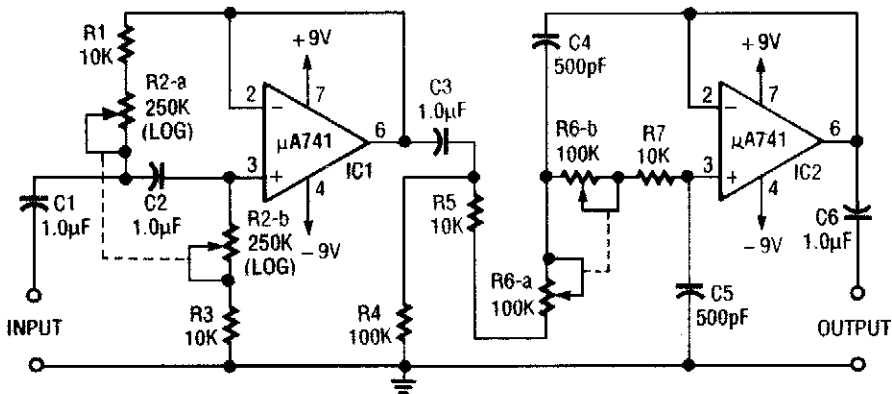 R1
10K
R2-a
250K
(LOG)
C1
1.0μF
C2
1.0μF
2
−
3
+
+9V
7
μA741
6
IC1
4
−9V
R2-b
250K
(LOG)
R3
10K
C3
1.0μF
R4
100K
R5
10K
C4
500pF
R6-b
100K
R7
10K
R6-a
100K
C5
500pF
+9V
7
2
−
3
+
μA741
6
IC2
4
−9V
C6
1.0μF
INPUT
OUTPUT